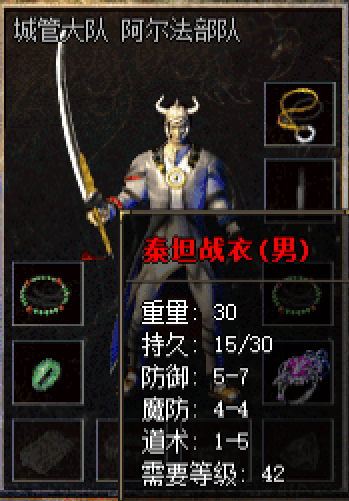 城管大队 阿尔法部队
泰坦战衣(男)
重量: 30
持久: 15/30
防御: 5-7
魔防: 4-4
道术: 1-5
需要等级: 42